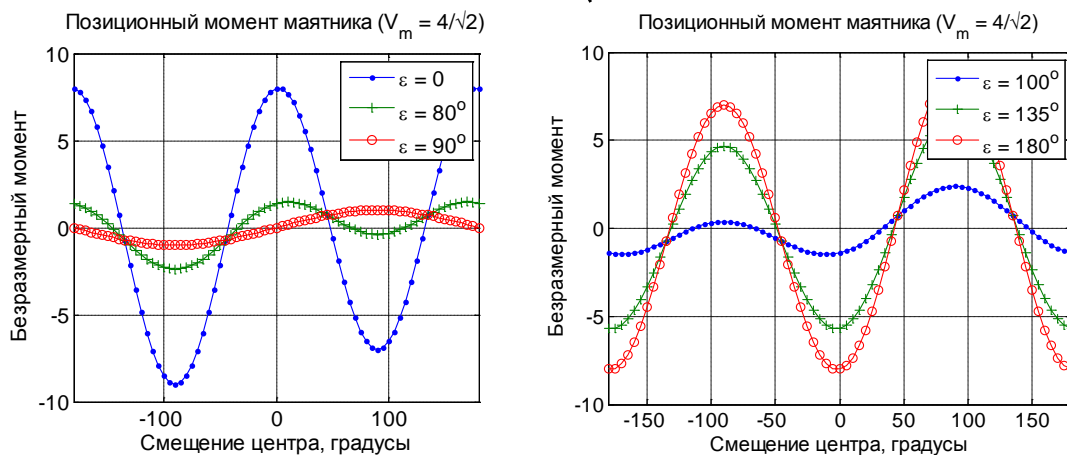 Позиционный момент маятника (V_m = 4/√2)
Безразмерный момент
10
5
0
-5
-10
ε = 0
ε = 80°
ε = 90°
-100 0 100
Смещение центра, градусы
Позиционный момент маятника (V_m = 4/√2)
Безразмерный момент
10
5
0
-5
-10
ε = 100°
ε = 135°
ε = 180°
-150 -100 -50 0 50 100 150
Смещение центра, градусы